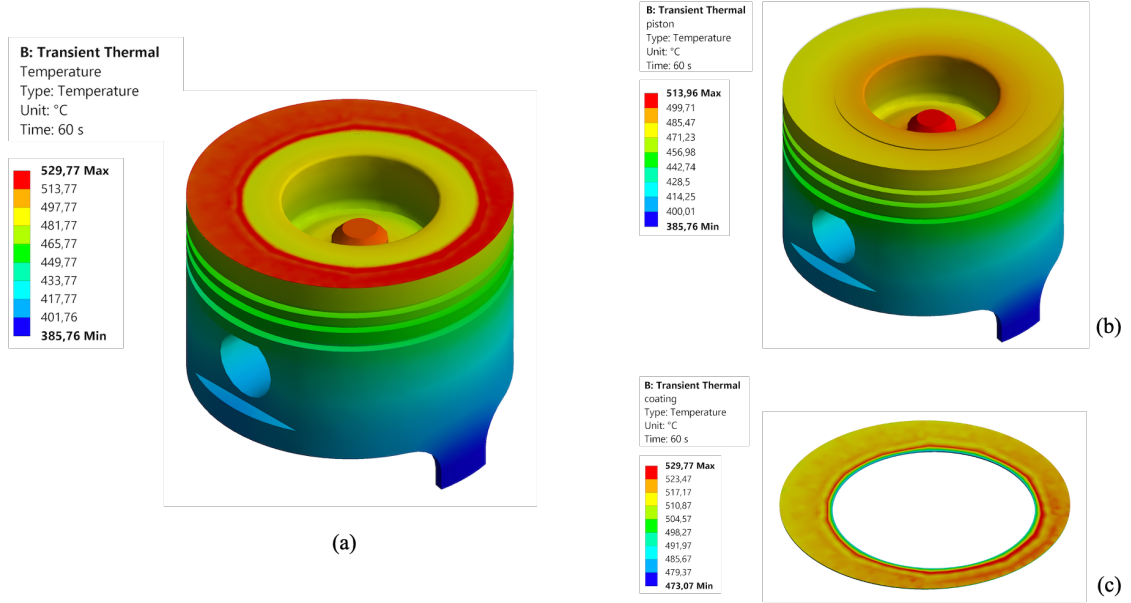 B: Transient Thermal
Temperature
Type: Temperature
Unit: °C
Time: 60 s
529,77 Max
513,77
497,77
481,77
465,77
449,77
433,77
417,77
401,76
385,76 Min
(a)
B: Transient Thermal
piston
Type: Temperature
Unit: °C
Time: 60 s
513,96 Max
499,71
485,47
471,23
456,98
442,74
428,5
414,25
400,01
385,76 Min
(b)
B: Transient Thermal
coating
Type: Temperature
Unit: °C
Time: 60 s
529,77 Max
523,47
517,17
510,87
504,57
498,27
491,97
485,67
479,37
473,07 Min
(c)